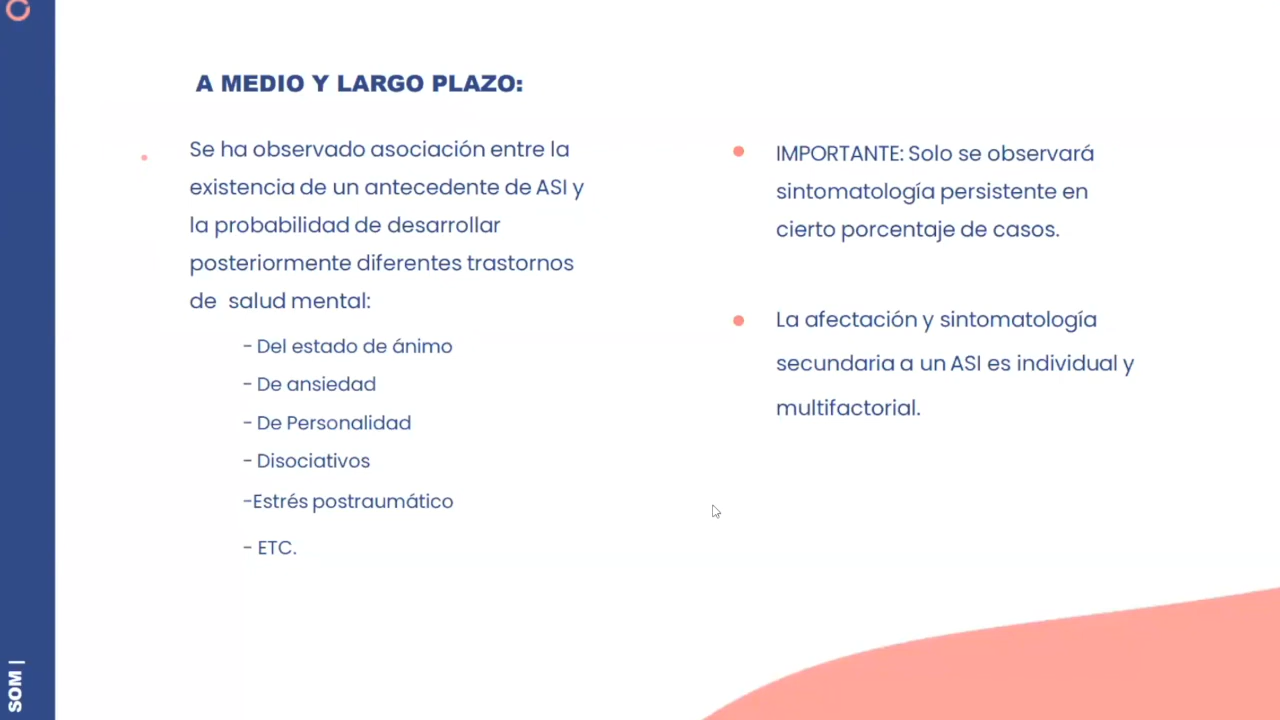 A MEDIO Y LARGO PLAZO:
Se ha observado asociación entre la
existencia de un antecedente de ASI y
la probabilidad de desarrollar
posteriormente diferentes trastornos
de  salud mental:
- Del estado de ánimo
- De ansiedad
- De Personalidad
- Disociativos
-Estrés postraumático
- ETC.
IMPORTANTE: Solo se observará
sintomatología persistente en
cierto porcentaje de casos.
La afectación y sintomatología
secundaria a un ASI es individual y
multifactorial.
SOM |